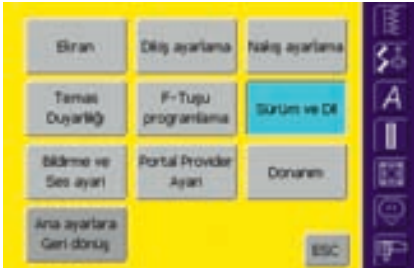 Ekran
Dikiş ayarlama
Nakış ayarlama
Temas
Duyarlığı
F-Tuşu
programlama
Sürüm ve Dil
Bildirme ve
Ses ayarı
Portal Provider
Ayarı
Donanım
Ana ayarlara
Geri dönüş
ESC
A